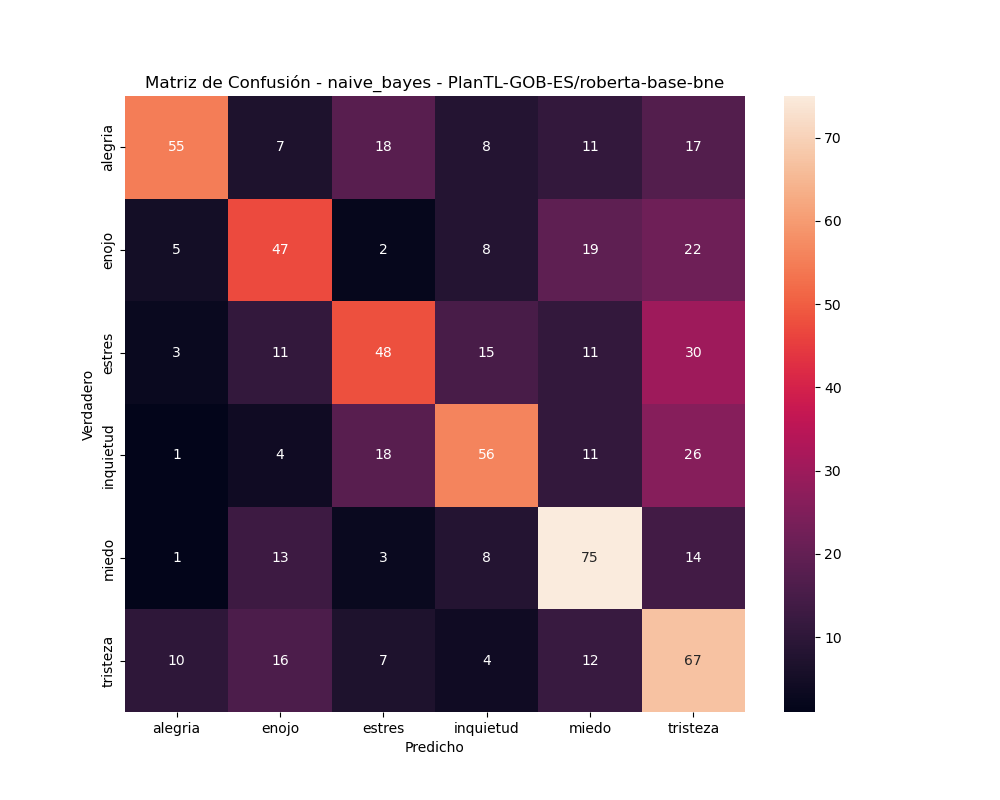 Matriz de Confusión - naive_bayes - PlanTL-GOB-ES/roberta-base-bne
Verdadero
alegria 55 7 18 8 11 17
enojo 5 47 2 8 19 22
estres 3 11 48 15 11 30
inquietud 1 4 18 56 11 26
miedo 1 13 3 8 75 14
tristeza 10 16 7 4 12 67
alegria enojo estres inquietud miedo tristeza
Predicho
70
60
50
40
30
20
10